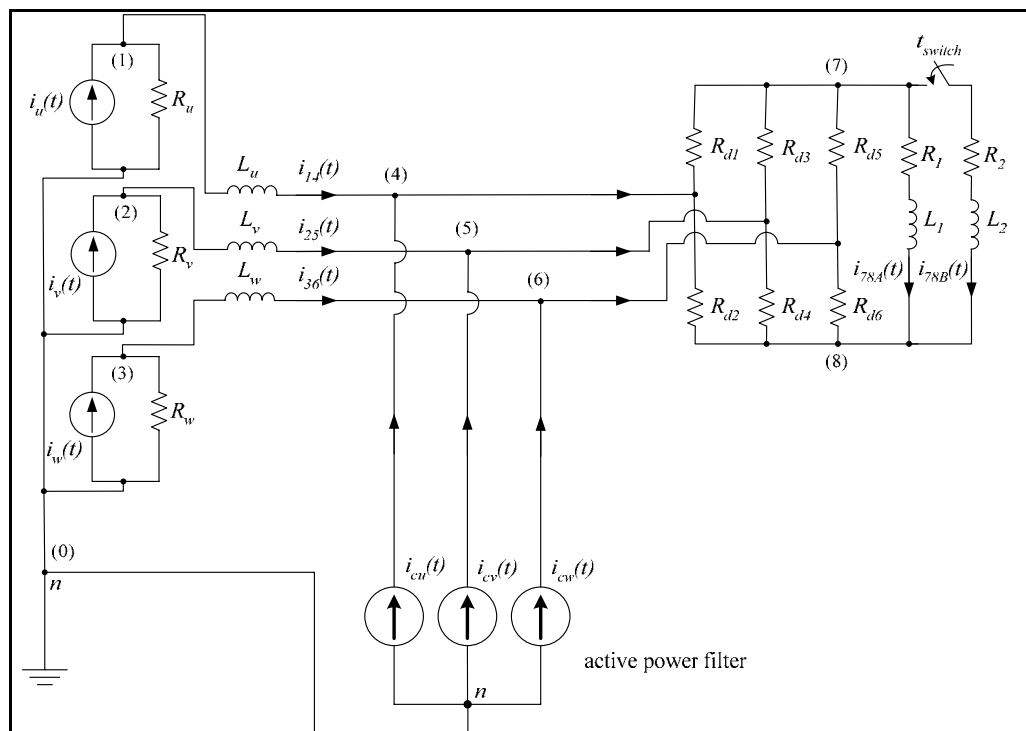 t_switch
(1)
(7)
i_u(t)
R_u
R_d1
R_d3
R_d5
R_1
R_2
L_u
i_14(t)
(4)
(2)
L_v
i_25(t)
(5)
L_1
L_2
R_v
L_w
i_36(t)
(6)
i_v(t)
i_78A(t)
i_78B(t)
R_d2
R_d4
R_d6
(3)
(8)
R_w
i_w(t)
(0)
n
i_cu(t)
i_cv(t)
i_cw(t)
active power filter
n